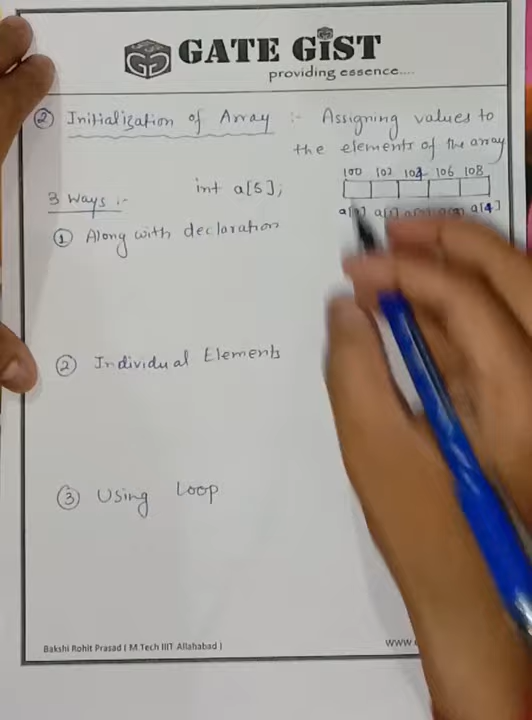 GATE GiST
providing essence....
② Initialization of Array :- Assigning values to
the elements of the array
3 Ways :-
int a[5];
100 102 104 106 108
a[0] a[1] a[4]
① Along with declaration
② Individual Elements
③ Using Loop
Bakshi Rohit Prasad ( M.Tech IIIT Allahabad )